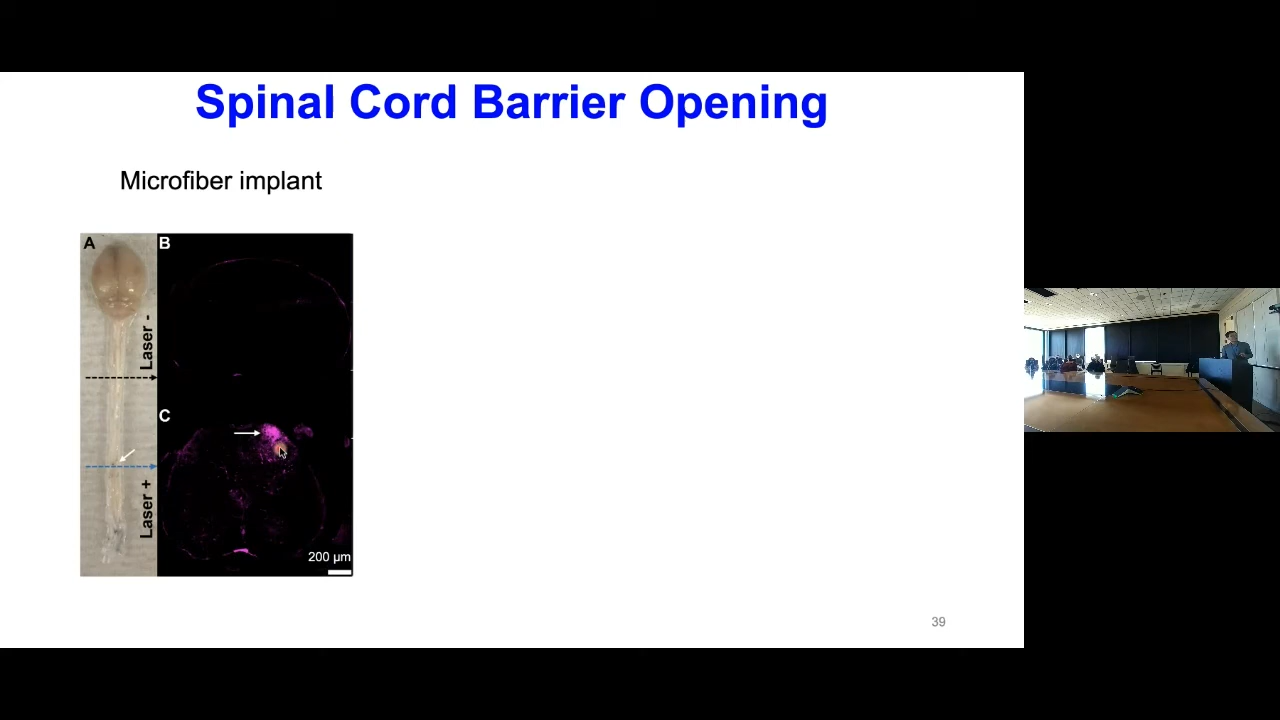 Spinal Cord Barrier Opening
Microfiber implant
A
B
Laser -
C
Laser +
200 µm
39